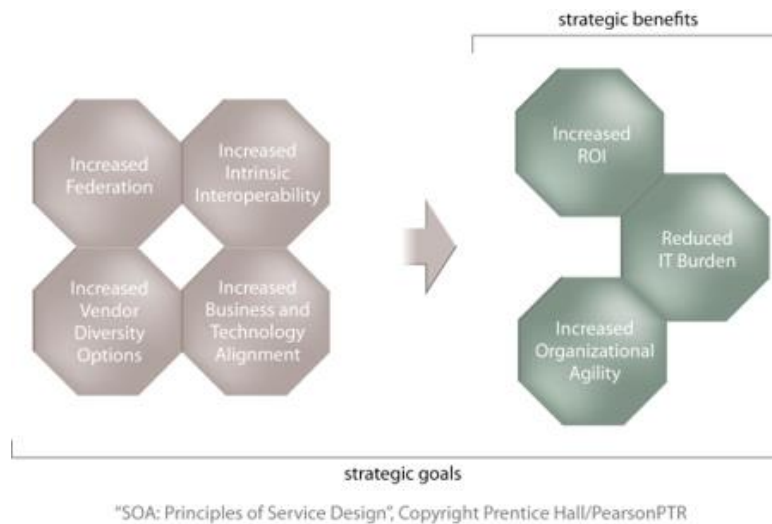 strategic benefits
Increased
Federation
Increased
Intrinsic
Interoperability
Increased
Vendor
Diversity
Options
Increased
Business and
Technology
Alignment
Increased
ROI
Reduced
IT Burden
Increased
Organizational
Agility
strategic goals
"SOA: Principles of Service Design", Copyright Prentice Hall/PearsonPTR